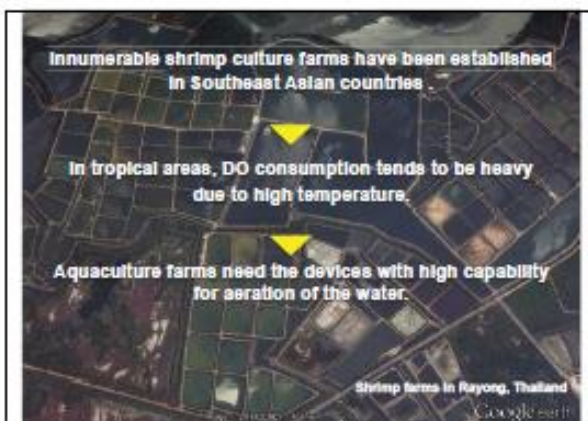 Innumerable shrimp culture farms have been established
in Southeast Asian countries .
In tropical areas, DO consumption tends to be heavy
due to high temperature.
Aquaculture farms need the devices with high capability
for aeration of the water.
Shrimp farms in Rayong, Thailand
Google earth